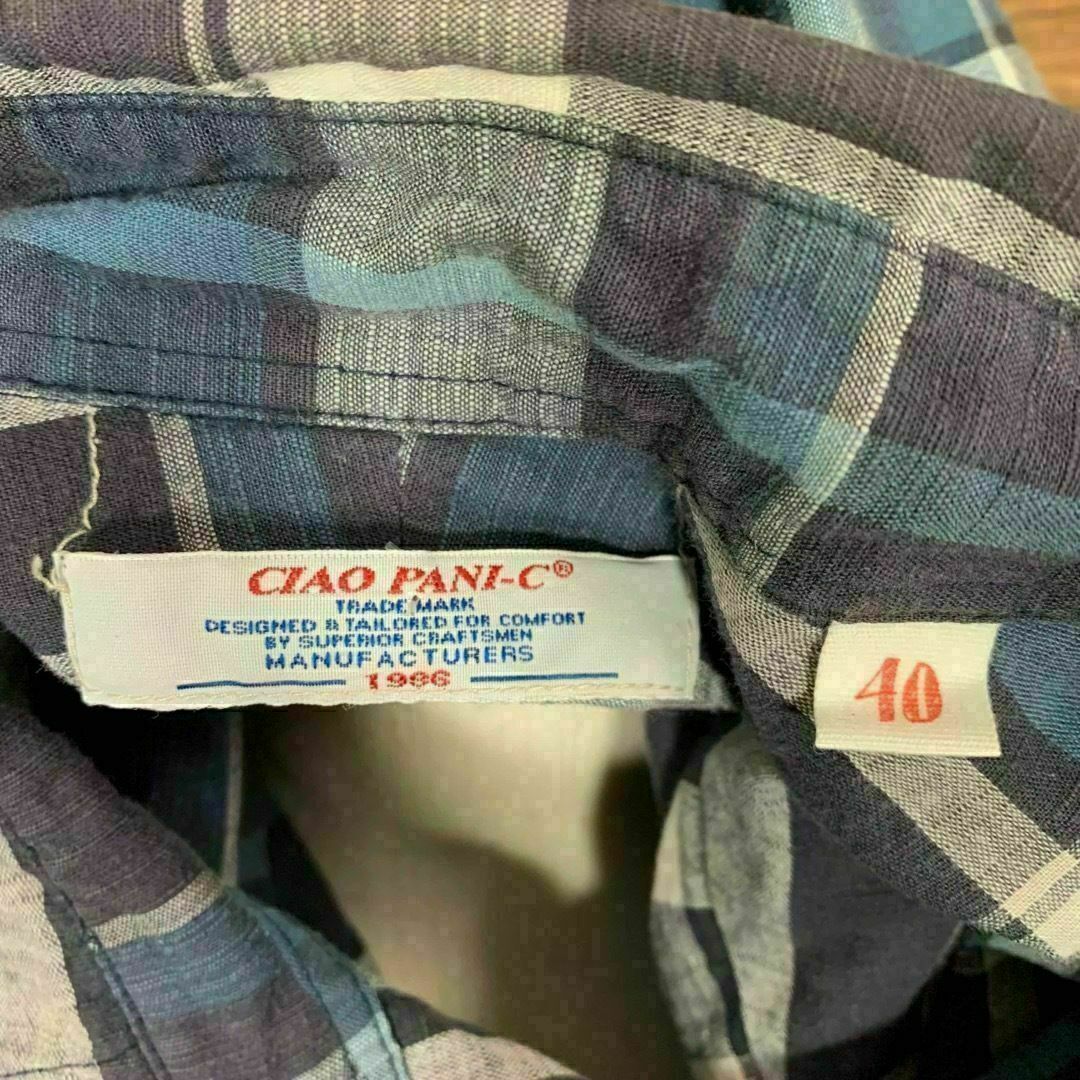 CIAO PANI-C®
TRADE MARK
DESIGNED & TAILORED FOR COMFORT
BY SUPERIOR CRAFTSMEN
MANUFACTURERS
1986
40